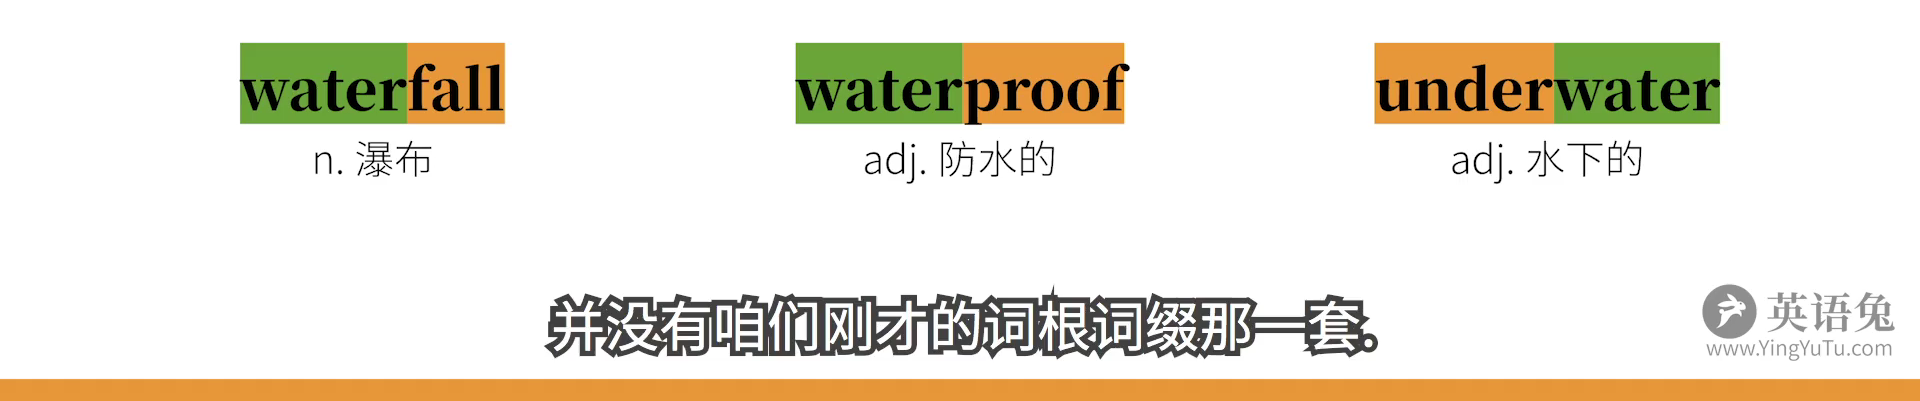 waterfall waterproof underwater
n. 瀑布 adj. 防水的 adj. 水下的
并没有咱们刚才的词根词缀那一套。
英语兔
www.YingYuTu.com